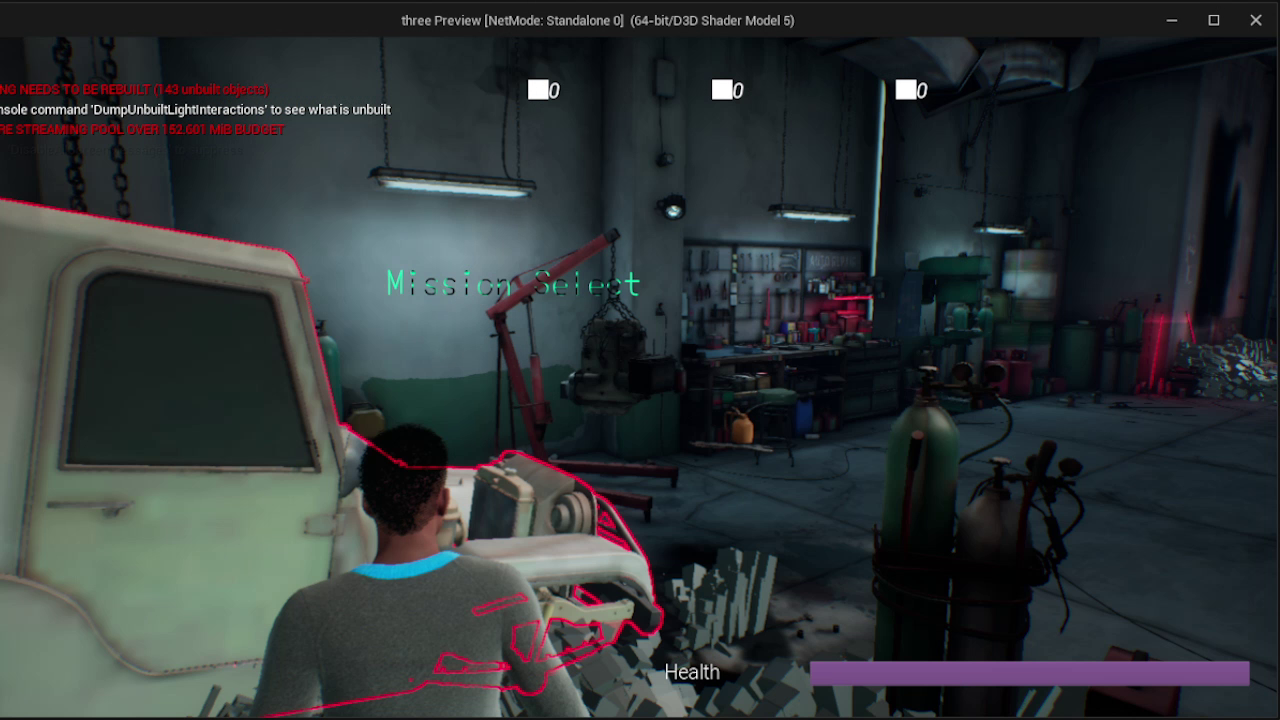 three Preview [NetMode: Standalone 0] (64-bit/D3D Shader Model 5)
NG NEEDS TO BE REBUILT (143 unbuilt objects)
0 0 0
nsole command 'DumpUnbuiltLightInteractions' to see what is unbuilt
RE STREAMING POOL OVER 152.601 MiB BUDGET
Mission Select
Health